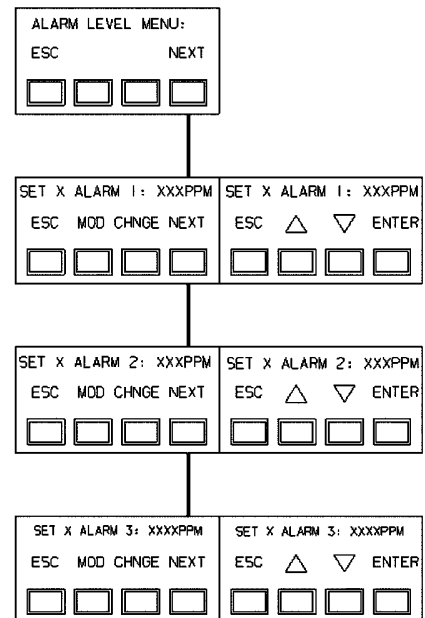 ALARM LEVEL MENU:
ESC NEXT
SET X ALARM 1: XXXPPM
ESC MOD CHNGE NEXT
SET X ALARM 1: XXXPPM
ESC △ ▽ ENTER
SET X ALARM 2: XXXPPM
ESC MOD CHNGE NEXT
SET X ALARM 2: XXXPPM
ESC △ ▽ ENTER
SET X ALARM 3: XXXXPPM
ESC MOD CHNGE NEXT
SET X ALARM 3: XXXXPPM
ESC △ ▽ ENTER